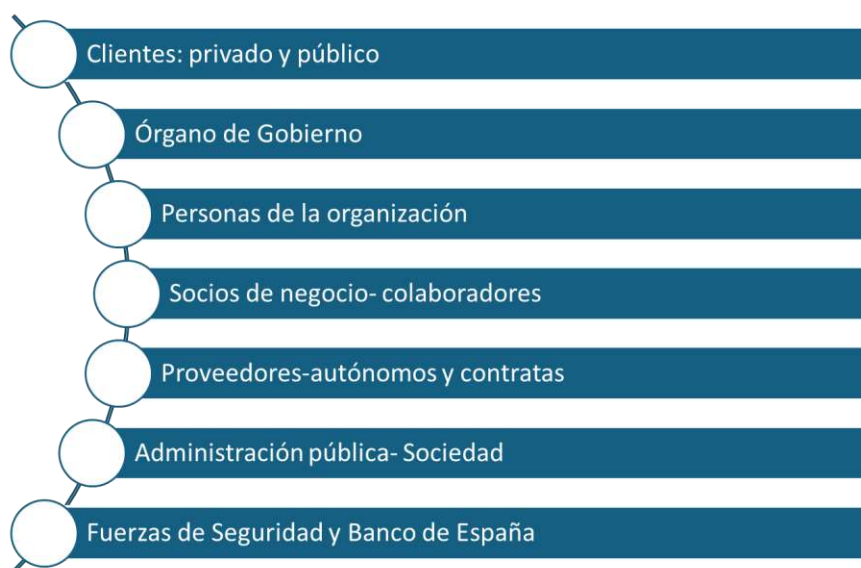 Clientes: privado y público
Órgano de Gobierno
Personas de la organización
Socios de negocio- colaboradores
Proveedores-autónomos y contratas
Administración pública- Sociedad
Fuerzas de Seguridad y Banco de España